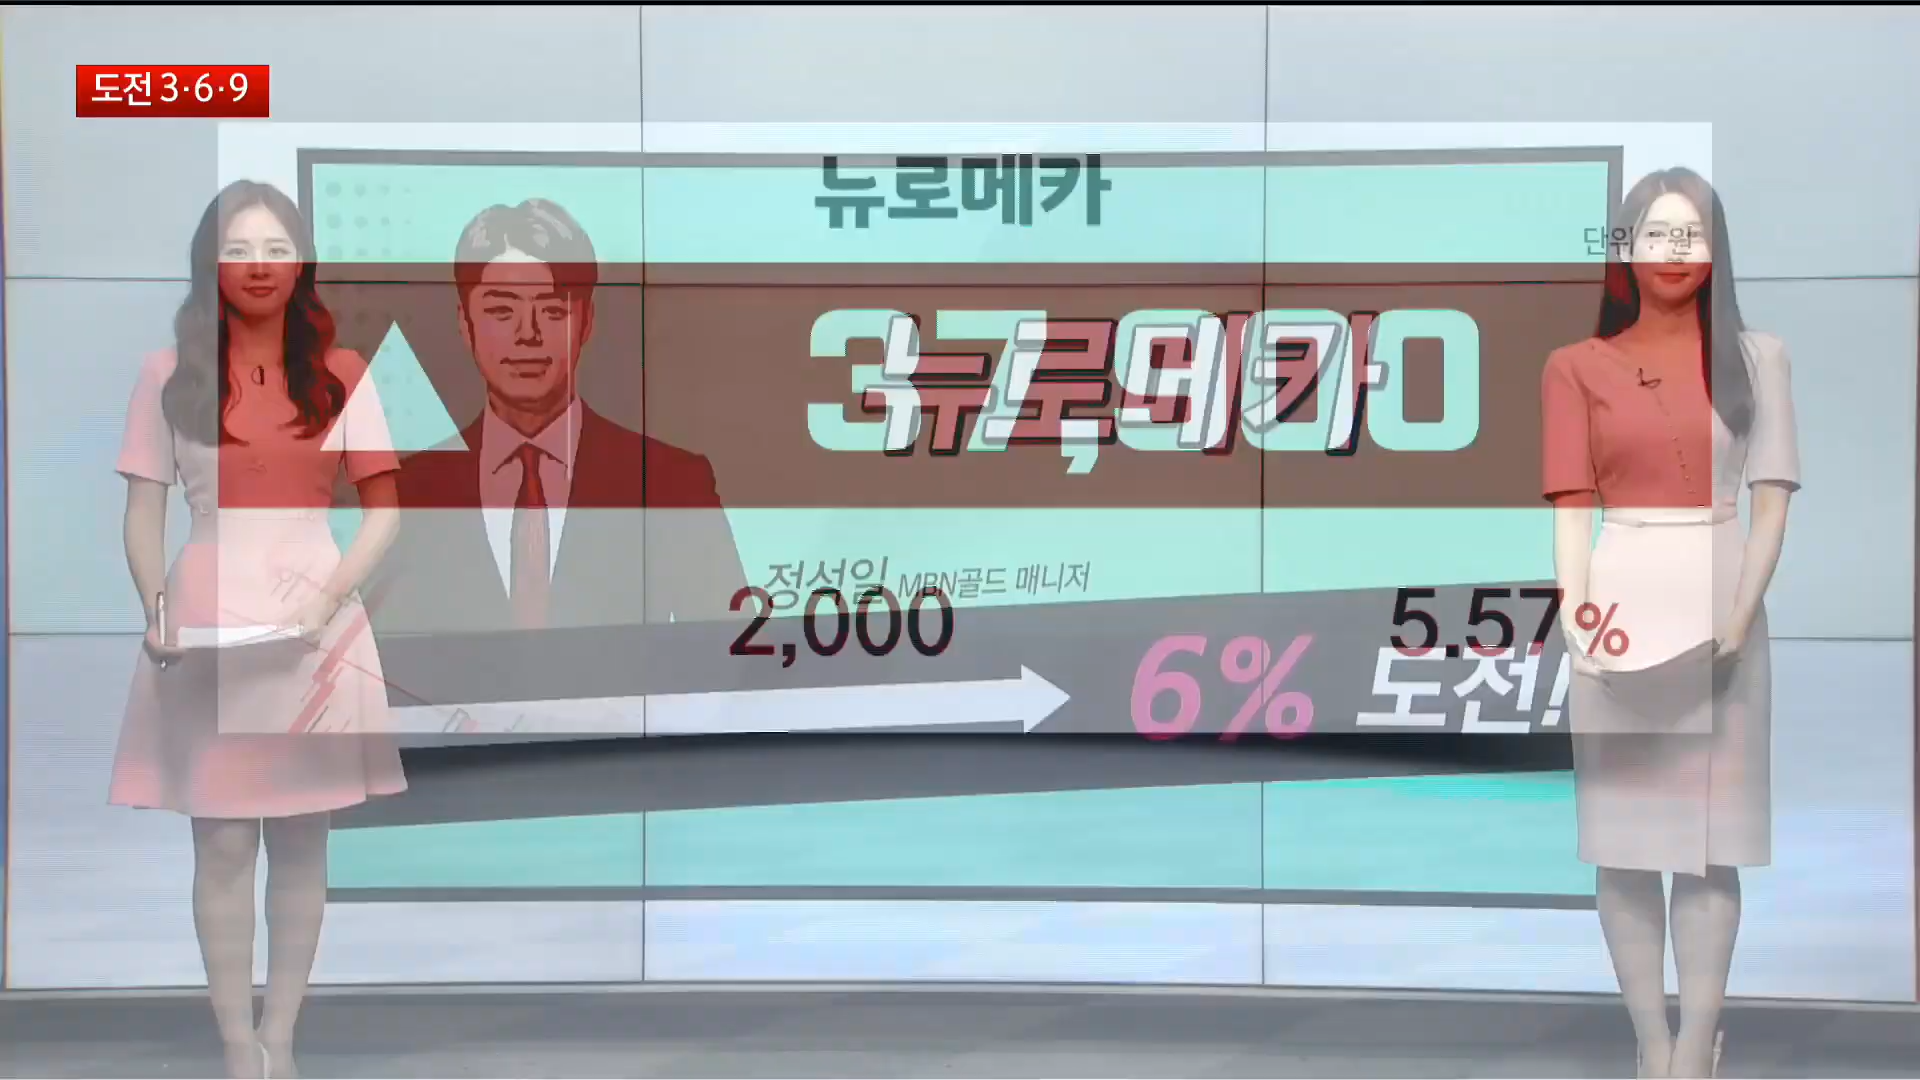 도전 3·6·9
뉴로메카
단위 : 원
37,900
뉴로메카
정석일 MBN골드 매니저
2,000 5.57%
6% 도전!